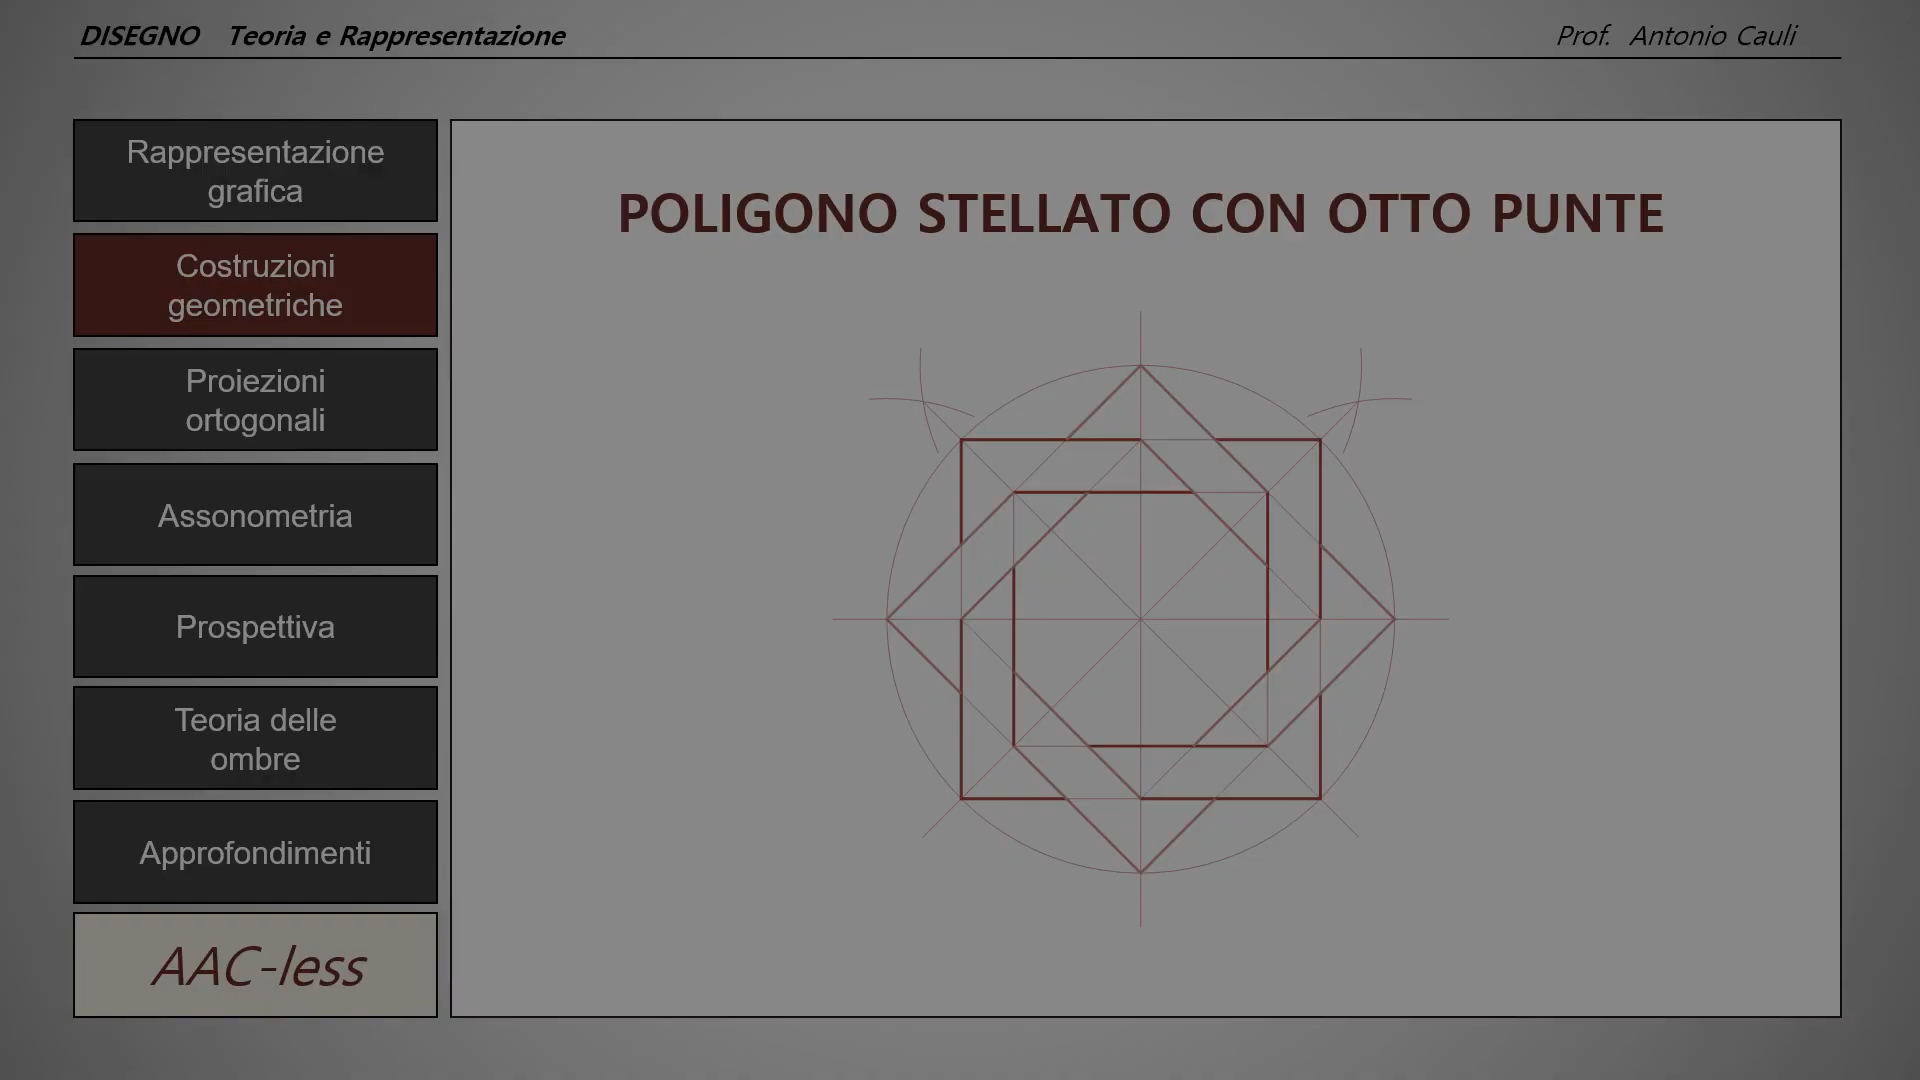 DISEGNO Teoria e Rappresentazione
Prof. Antonio Cauli
Rappresentazione
grafica
Costruzioni
geometriche
Proiezioni
ortogonali
Assonometria
Prospettiva
Teoria delle
ombre
Approfondimenti
AAC-less
POLIGONO STELLATO CON OTTO PUNTE